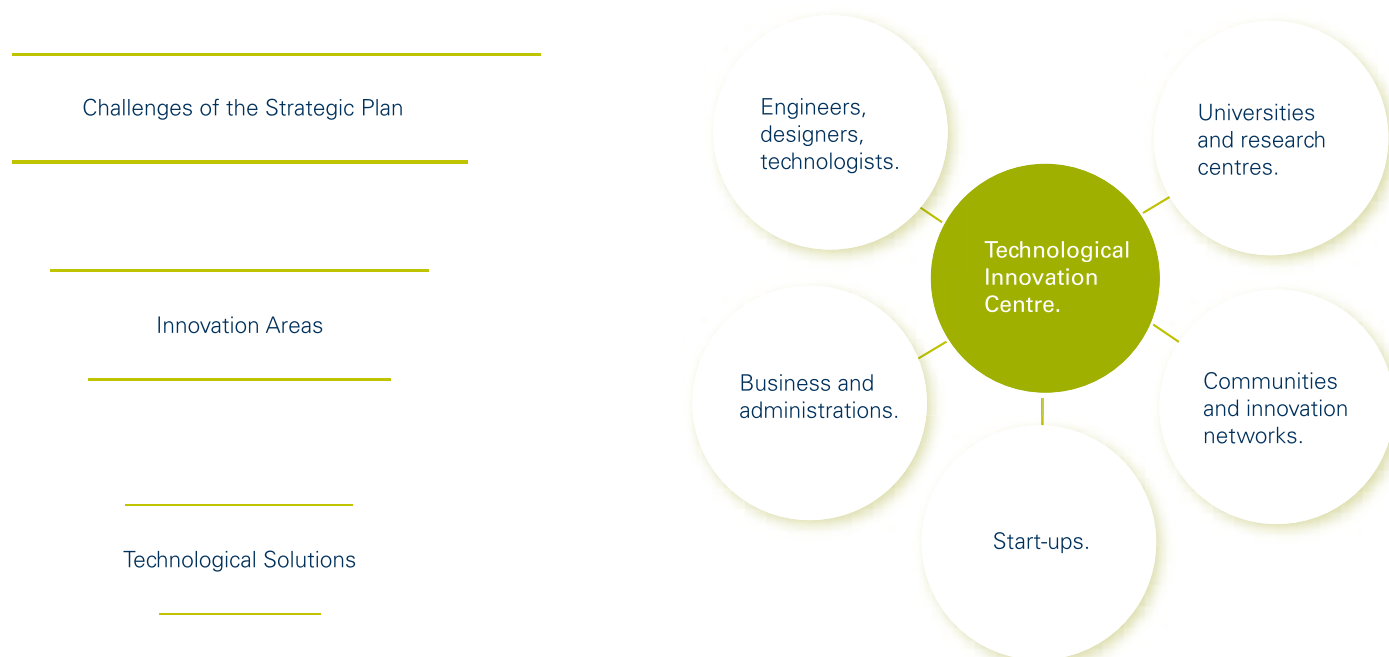 Challenges of the Strategic Plan
Innovation Areas
Technological Solutions
Engineers,
designers,
technologists.
Universities
and research
centres.
Technological
Innovation
Centre.
Business and
administrations.
Communities
and innovation
networks.
Start-ups.